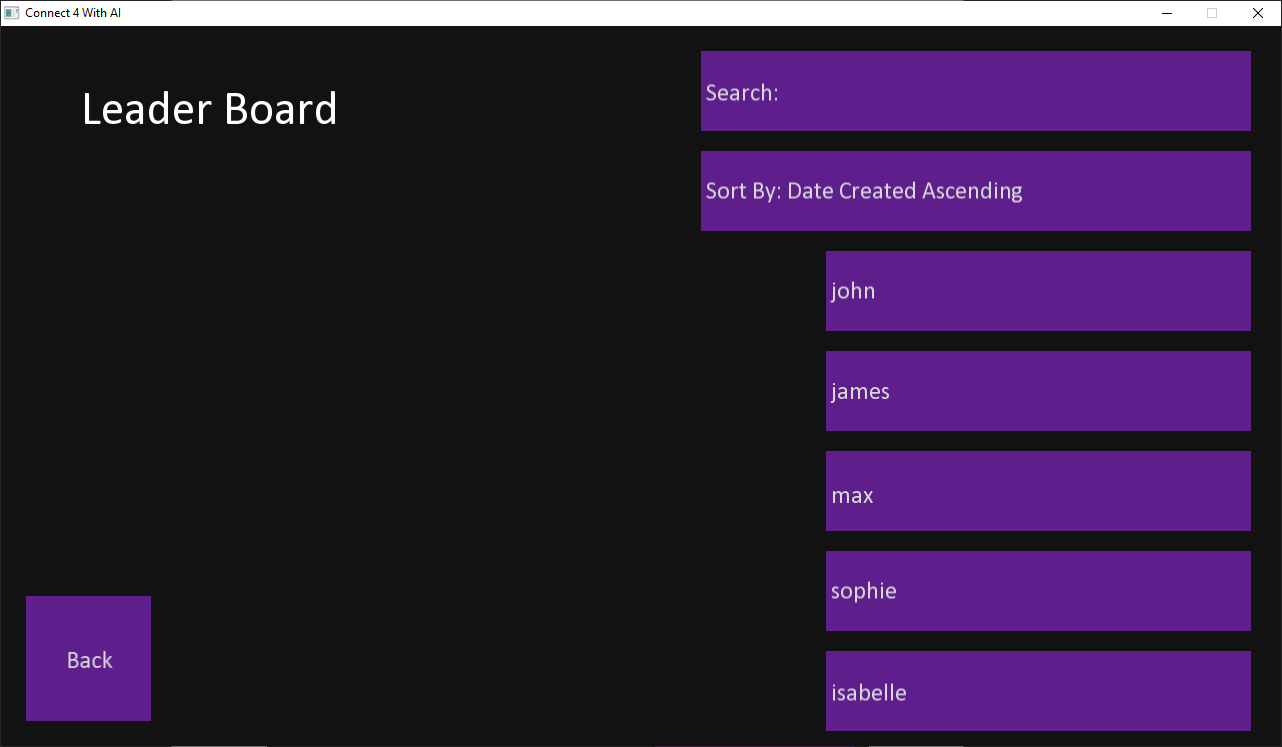 Connect 4 With AI
Leader Board
Search:
Sort By: Date Created Ascending
john
james
max
sophie
isabelle
Back